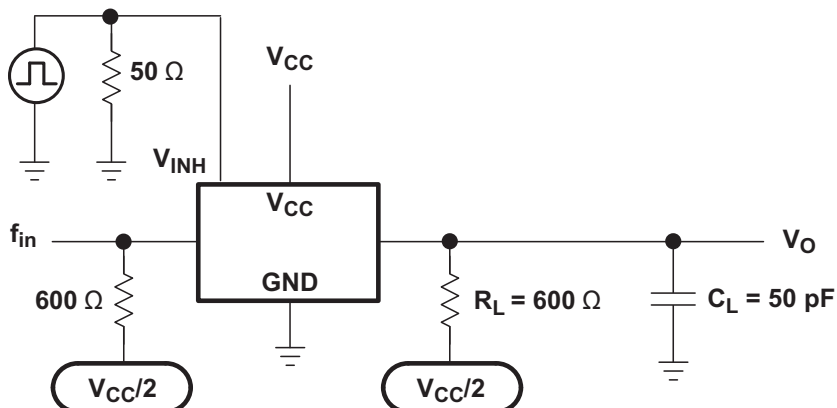 50 Ω
V_CC
V_INH
V_CC
f_in
V_O
GND
600 Ω
R_L = 600 Ω
C_L = 50 pF
V_CC/2
V_CC/2